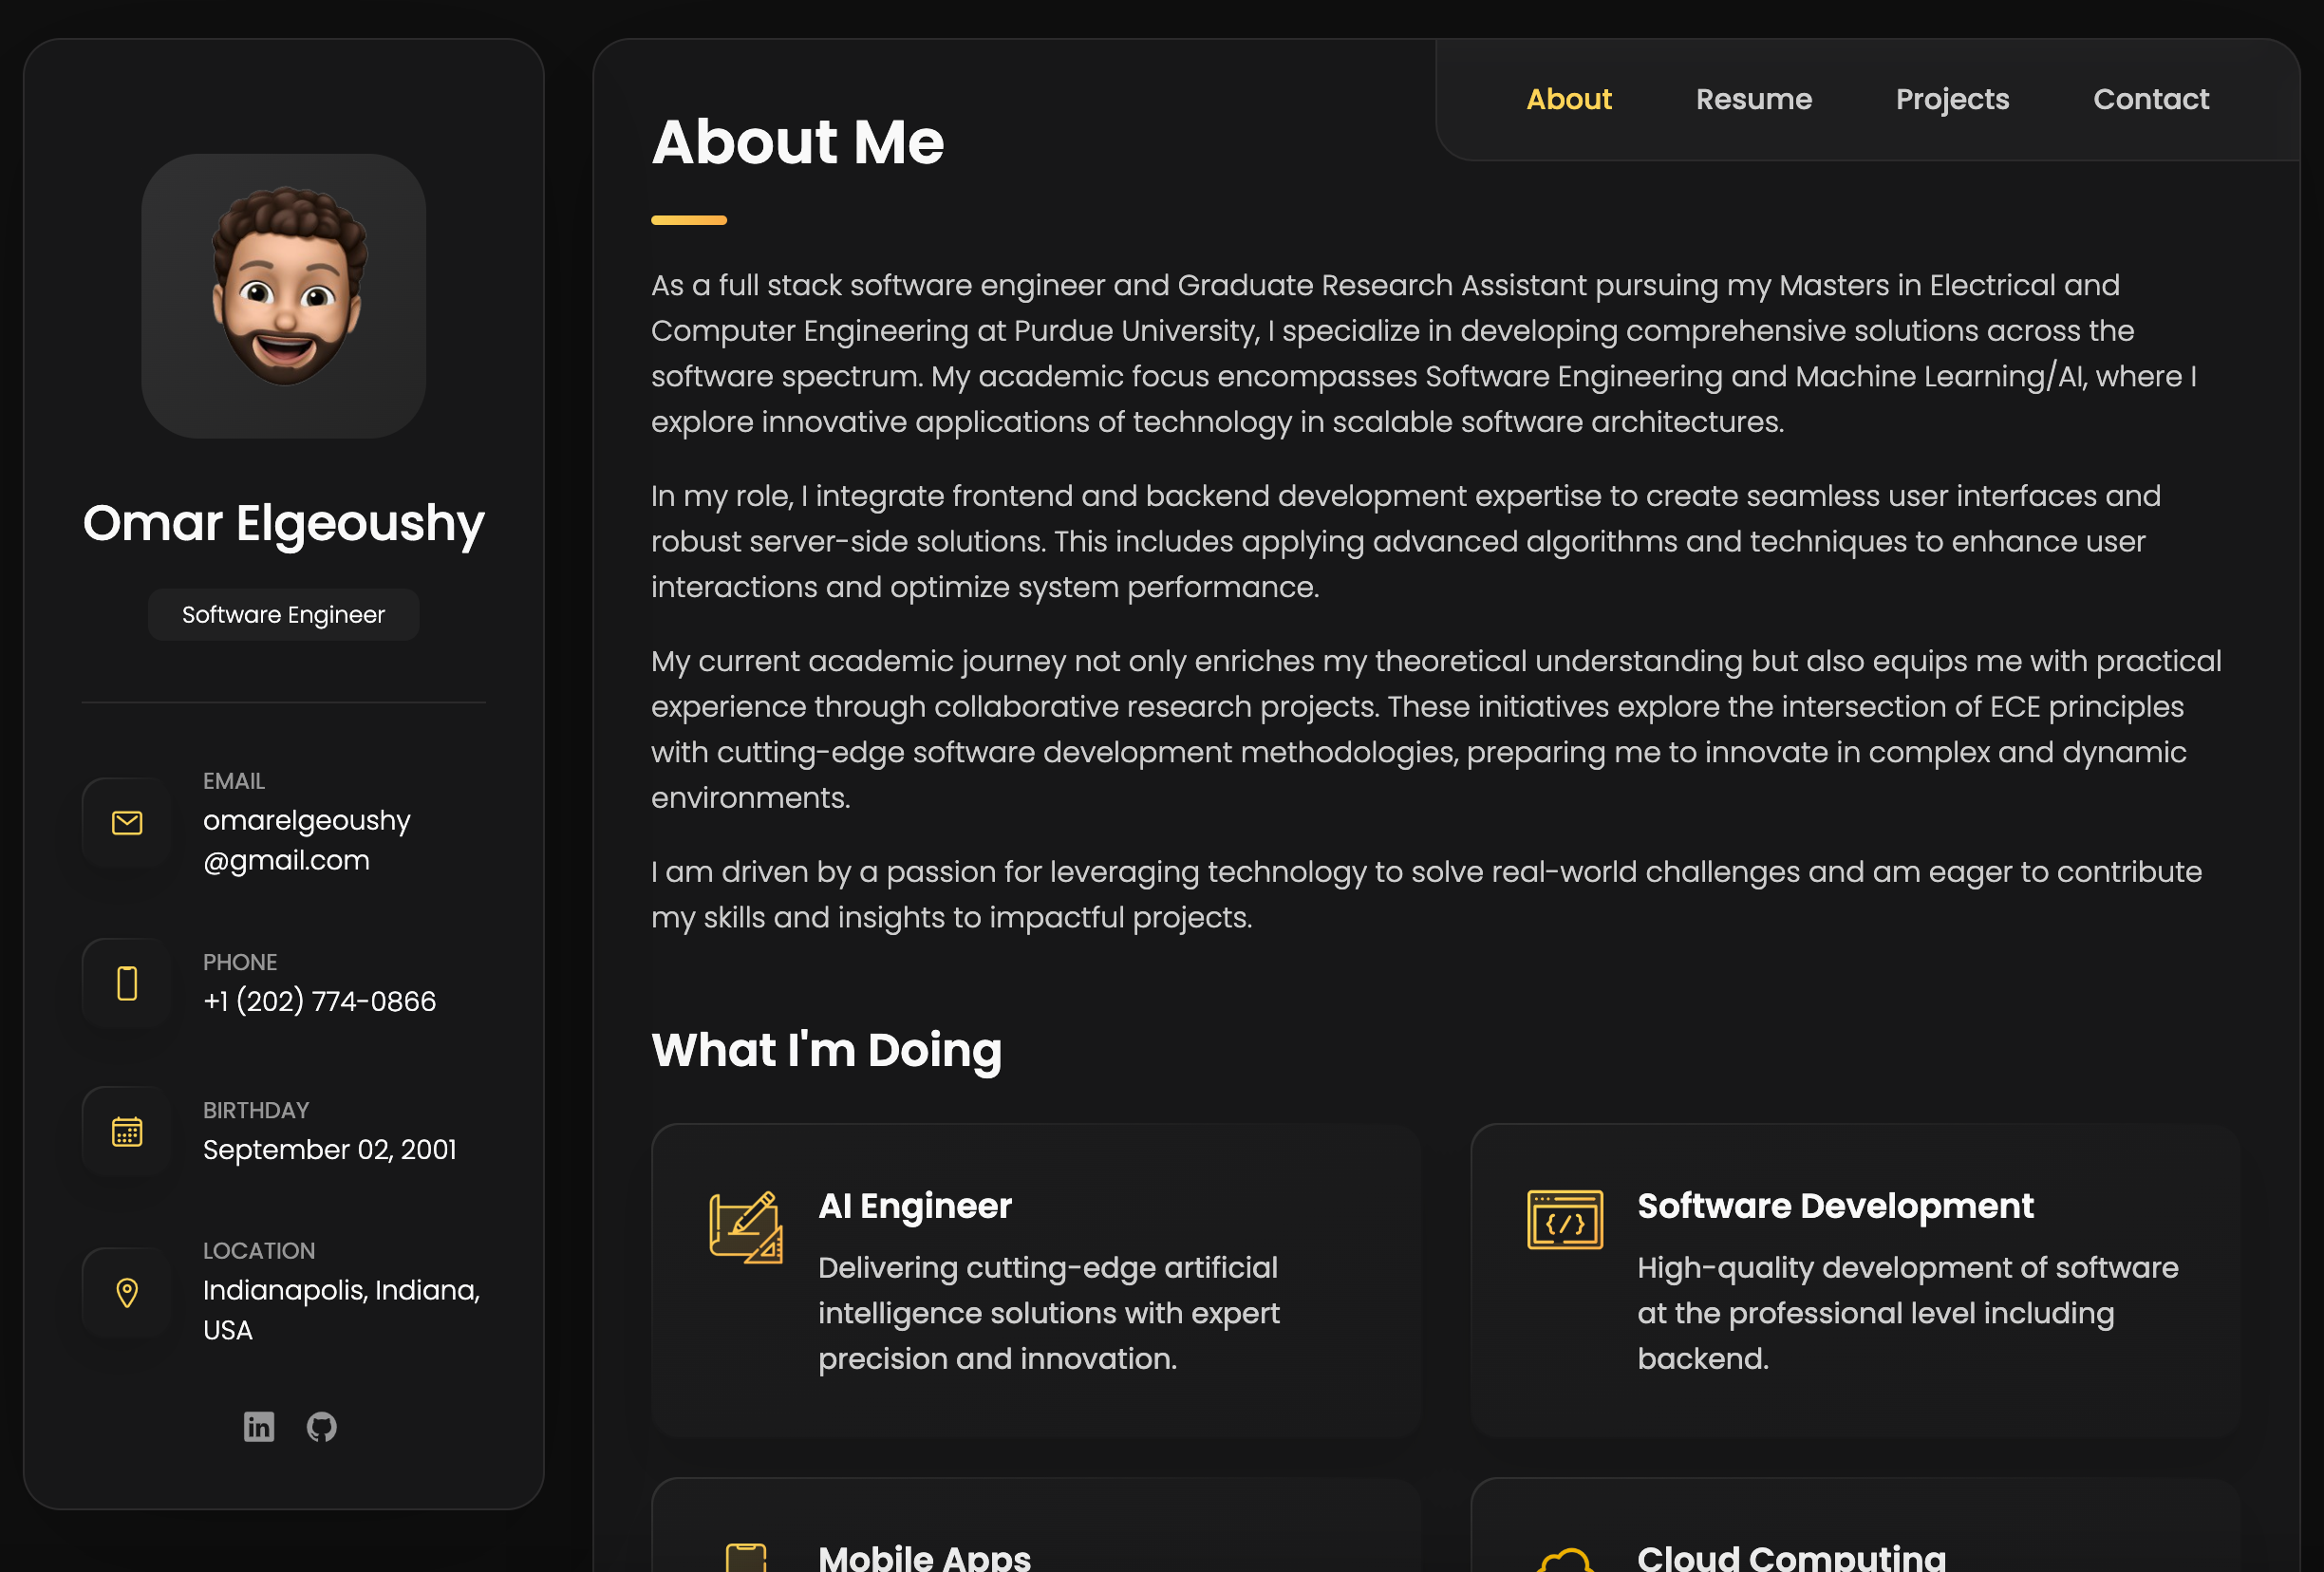 Omar Elgeoushy
Software Engineer
EMAIL
omarelgeoushy
@gmail.com
PHONE
+1 (202) 774-0866
BIRTHDAY
September 02, 2001
LOCATION
Indianapolis, Indiana,
USA
in
About Resume Projects Contact
About Me
As a full stack software engineer and Graduate Research Assistant pursuing my Masters in Electrical and
Computer Engineering at Purdue University, I specialize in developing comprehensive solutions across the
software spectrum. My academic focus encompasses Software Engineering and Machine Learning/AI, where I
explore innovative applications of technology in scalable software architectures.
In my role, I integrate frontend and backend development expertise to create seamless user interfaces and
robust server-side solutions. This includes applying advanced algorithms and techniques to enhance user
interactions and optimize system performance.
My current academic journey not only enriches my theoretical understanding but also equips me with practical
experience through collaborative research projects. These initiatives explore the intersection of ECE principles
with cutting-edge software development methodologies, preparing me to innovate in complex and dynamic
environments.
I am driven by a passion for leveraging technology to solve real-world challenges and am eager to contribute
my skills and insights to impactful projects.
What I'm Doing
AI Engineer
Delivering cutting-edge artificial
intelligence solutions with expert
precision and innovation.
Software Development
High-quality development of software
at the professional level including
backend.
Mobile Apps
Cloud Computing